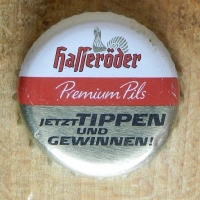 Hasseröder
Premium Pils
JETZT TIPPEN
UND
GEWINNEN!